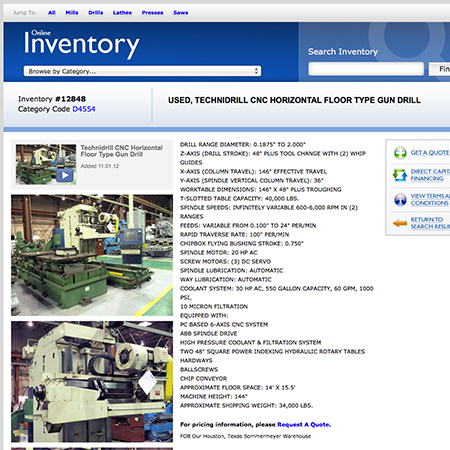 Jump To: All Mills Drills Lathes Presses Saws
Online
Inventory
Search Inventory
Browse by Category...
Fin
Inventory #12848
Category Code D4554
USED, TECHNIDRILL CNC HORIZONTAL FLOOR TYPE GUN DRILL
Technidrill CNC Horizontal
Floor Type Gun Drill
Added 11.01.12
DRILL RANGE DIAMETER: 0.1875" TO 2.000"
Z-AXIS (DRILL STROKE): 48" PLUS TOOL CHANGE WITH (2) WHIP
GUIDES
X-AXIS (COLUMN TRAVEL): 146" EFFECTIVE TRAVEL
Y-AXIS (SPINDLE VERTICAL COLUMN TRAVEL): 36"
WORKTABLE DIMENSIONS: 146" X 48" PLUS TROUGHING
T-SLOTTED TABLE CAPACITY: 40,000 LBS.
SPINDLE SPEEDS: INFINITELY VARIABLE 600-6,000 RPM IN (2)
RANGES
FEEDS: VARIABLE FROM 0.100" TO 24" PER/MIN
RAPID TRAVERSE RATE: 100" PER/MIN
CHIPBOX FLYING BUSHING STROKE: 0.750"
SPINDLE MOTOR: 20 HP AC
SCREW MOTORS: (3) DC SERVO
SPINDLE LUBRICATION: AUTOMATIC
WAY LUBRICATION: AUTOMATIC
COOLANT SYSTEM: 30 HP AC, 550 GALLON CAPACITY, 60 GPM, 1000
PSI,
10 MICRON FILTRATION
EQUIPPED WITH:
PC BASED 6-AXIS CNC SYSTEM
ABB SPINDLE DRIVE
HIGH PRESSURE COOLANT & FILTRATION SYSTEM
TWO 48" SQUARE POWER INDEXING HYDRAULIC ROTARY TABLES
HARDWAYS
BALLSCREWS
CHIP CONVEYOR
APPROXIMATE FLOOR SPACE: 14' X 15.5'
MACHINE HEIGHT: 144"
APPROXIMATE SHIPPING WEIGHT: 34,000 LBS.
For pricing information, please Request A Quote.
FOB Our Houston, Texas Sommermeyer Warehouse
GET A QUOTE
DIRECT CAPIT
FINANCING
VIEW TERMS A
CONDITIONS
RETURN TO
SEARCH RESUL